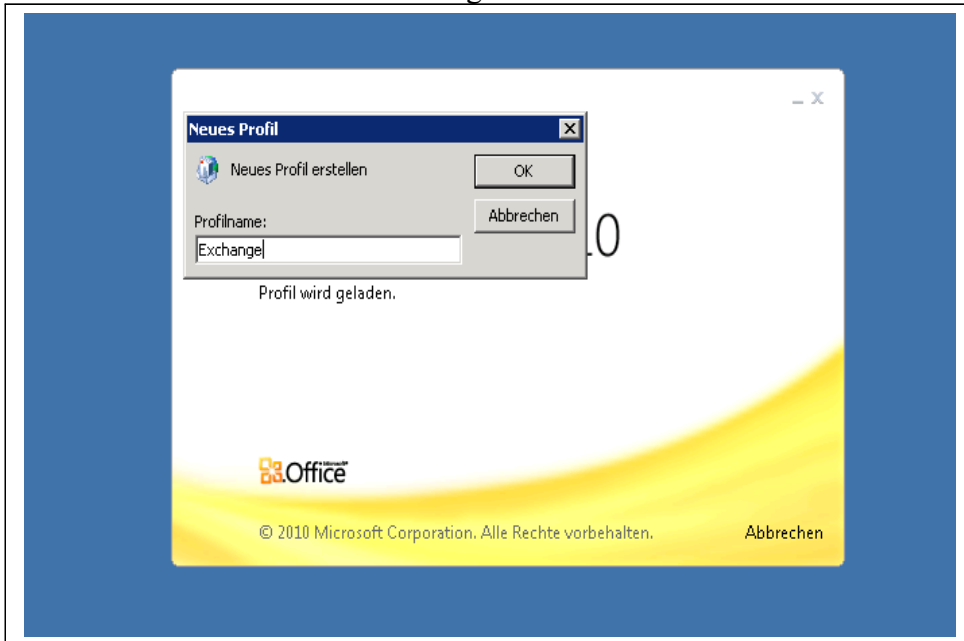 Neues Profil
Neues Profil erstellen
OK
Abbrechen
Profilname:
Exchange
10
Profil wird geladen.
Office
© 2010 Microsoft Corporation. Alle Rechte vorbehalten.
Abbrechen